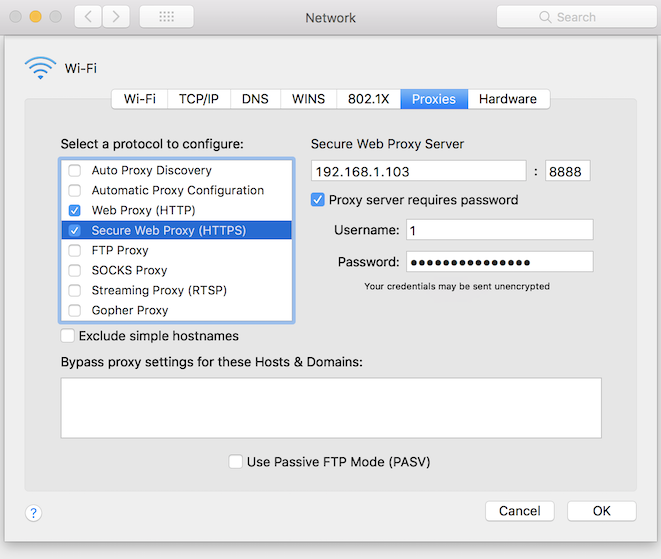 Network
Search
Wi-Fi
Wi-Fi TCP/IP DNS WINS 802.1X Proxies Hardware
Select a protocol to configure:
Auto Proxy Discovery
Automatic Proxy Configuration
Web Proxy (HTTP)
Secure Web Proxy (HTTPS)
FTP Proxy
SOCKS Proxy
Streaming Proxy (RTSP)
Gopher Proxy
Exclude simple hostnames
Secure Web Proxy Server
192.168.1.103 : 8888
Proxy server requires password
Username: 1
Password: ●●●●●●●●●●●●●●●
Your credentials may be sent unencrypted
Bypass proxy settings for these Hosts & Domains:
Use Passive FTP Mode (PASV)
?
Cancel OK